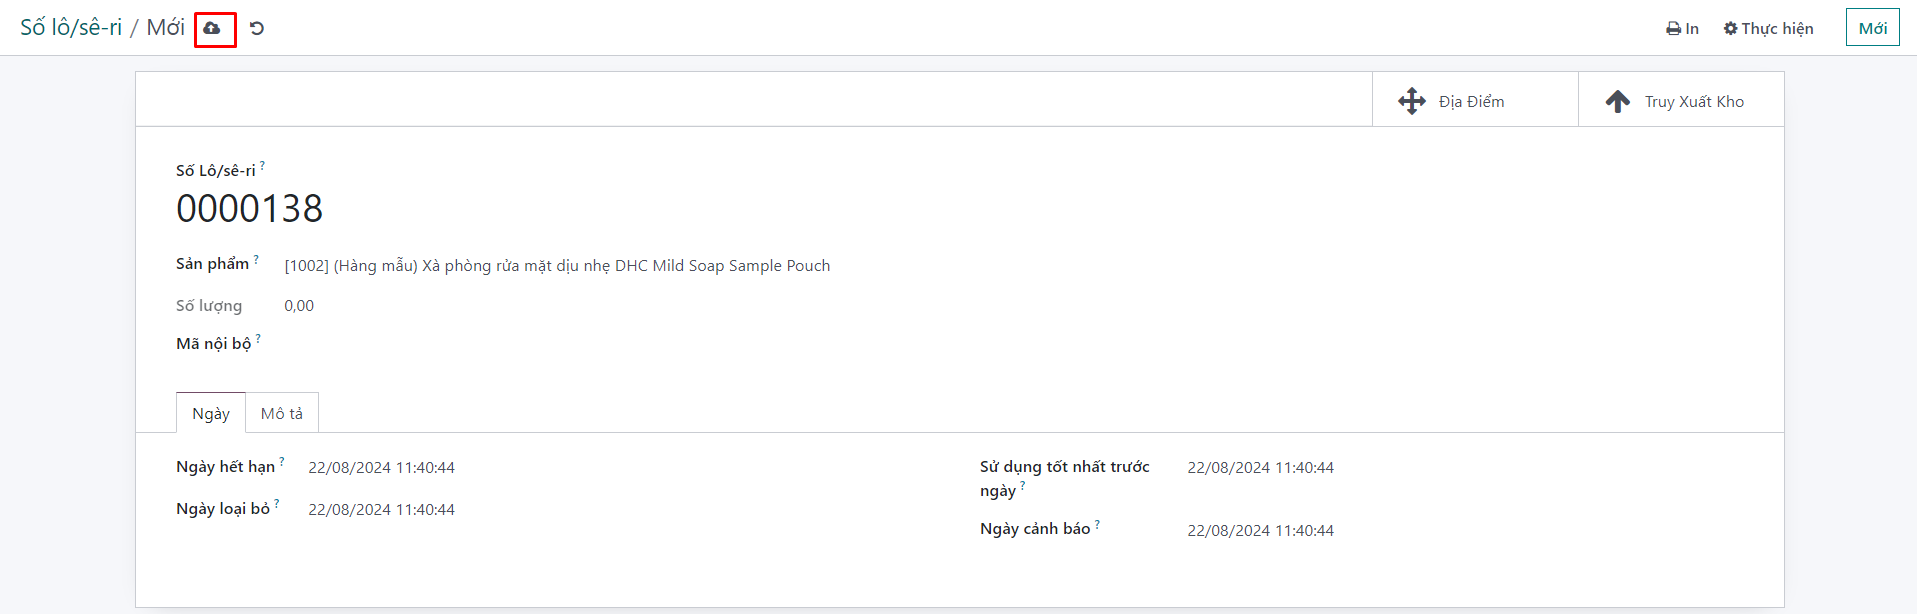 Số lô/sê-ri / Mới
In Thực hiện Mới
Địa Điểm Truy Xuất Kho
Số Lô/sê-ri ?
0000138
Sản phẩm ? [1002] (Hàng mẫu) Xà phòng rửa mặt dịu nhẹ DHC Mild Soap Sample Pouch
Số lượng 0,00
Mã nội bộ ?
Ngày Mô tả
Ngày hết hạn ? 22/08/2024 11:40:44
Ngày loại bỏ ? 22/08/2024 11:40:44
Sử dụng tốt nhất trước 22/08/2024 11:40:44
ngày ?
Ngày cảnh báo ? 22/08/2024 11:40:44